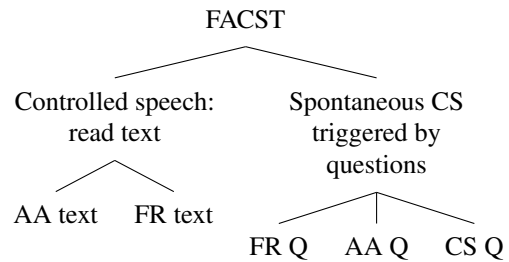 FACST
Controlled speech:
read text
Spontaneous CS
triggered by
questions
AA text
FR text
FR Q
AA Q
CS Q